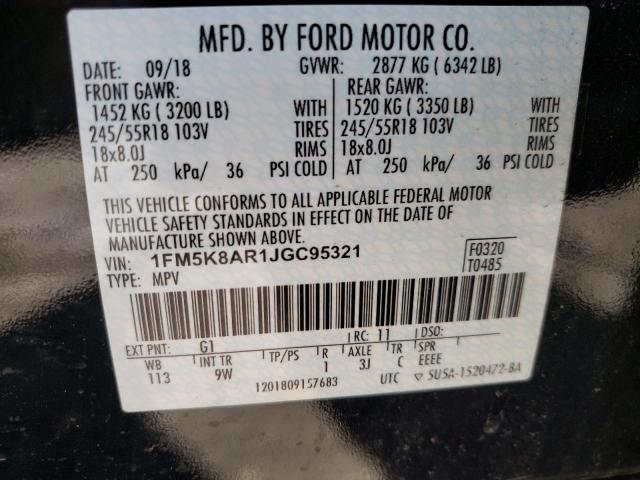 MFD. BY FORD MOTOR CO.
DATE: 09/18 GVWR: 2877 KG ( 6342 LB)
FRONT GAWR: REAR GAWR:
1452 KG ( 3200 LB) WITH 1520 KG ( 3350 LB) WITH
245/55R18 103V TIRES 245/55R18 103V TIRES
18x8.0J RIMS 18x8.0J RIMS
AT 250 kPa/ 36 PSI COLD AT 250 kPa/ 36 PSI COLD
THIS VEHICLE CONFORMS TO ALL APPLICABLE FEDERAL MOTOR
VEHICLE SAFETY STANDARDS IN EFFECT ON THE DATE OF
MANUFACTURE SHOWN ABOVE.
VIN: 1FM5K8AR1JGC95321 F0320
TYPE: MPV T0485
EXT PNT: G1 RC: 11 DSO:
WB INT TR TP/PS R AXLE TR SPR
113 9W 1 3J C EEEE
1201809157683 UTC ▽ 5U5A-1520472-BA